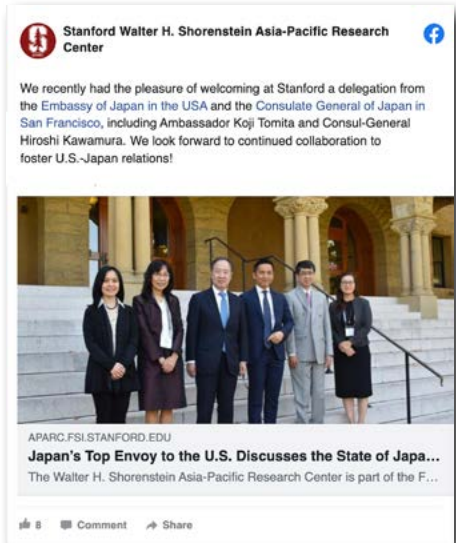 Stanford Walter H. Shorenstein Asia-Pacific Research
Center
We recently had the pleasure of welcoming at Stanford a delegation from
the Embassy of Japan in the USA and the Consulate General of Japan in
San Francisco, including Ambassador Koji Tomita and Consul-General
Hiroshi Kawamura. We look forward to continued collaboration to
foster U.S.-Japan relations!
APARC.FSI.STANFORD.EDU
Japan's Top Envoy to the U.S. Discusses the State of Japa...
The Walter H. Shorenstein Asia-Pacific Research Center is part of the F...
8 Comment Share